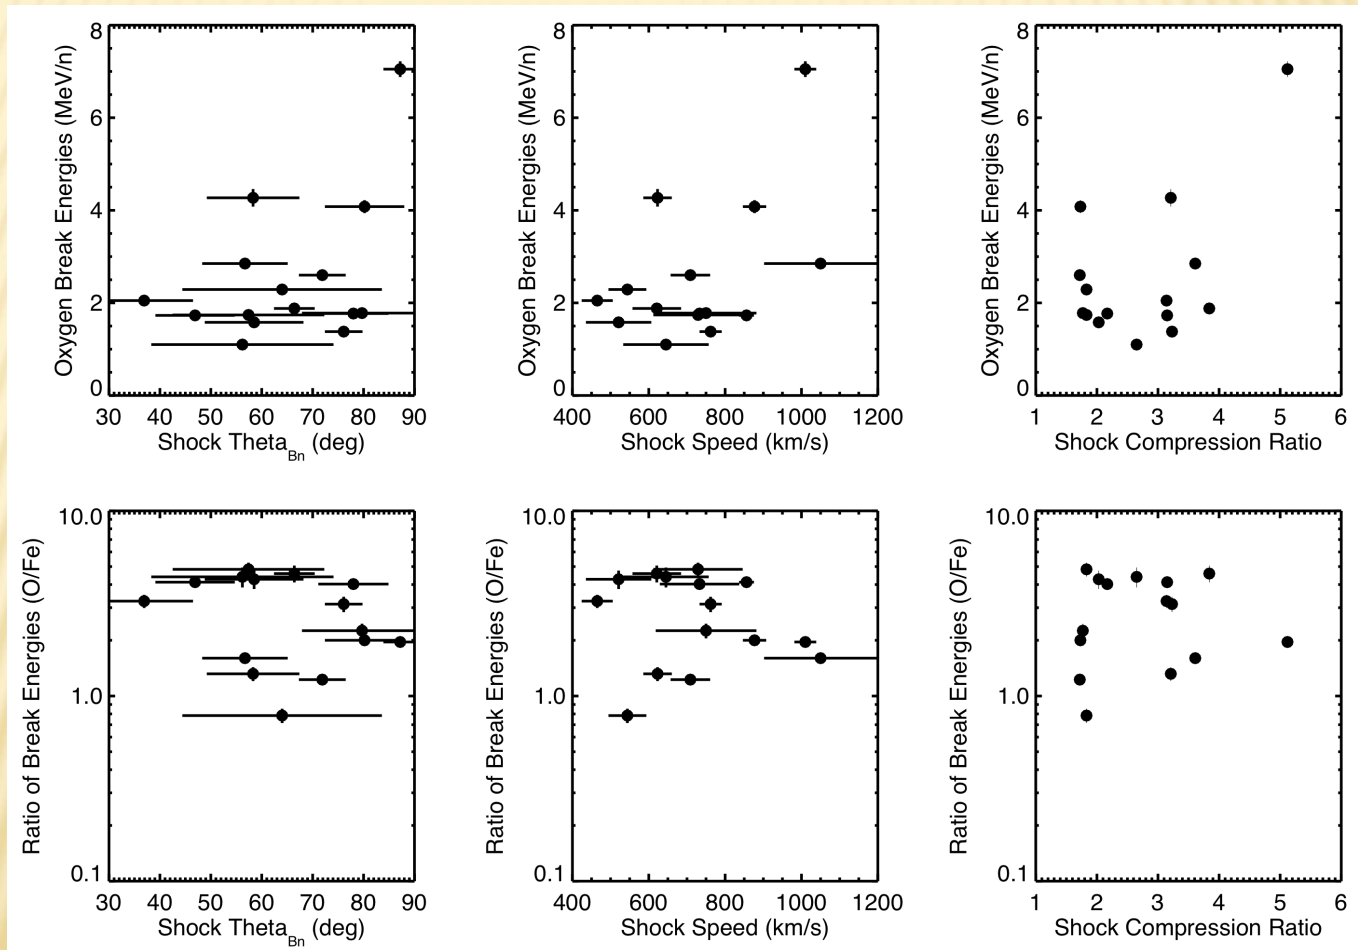 Oxygen Break Energies (MeV/n)
8
6
4
2
0
30 40 50 60 70 80 90
Shock Theta_Bn (deg)
Oxygen Break Energies (MeV/n)
8
6
4
2
0
400 600 800 1000 1200
Shock Speed (km/s)
Oxygen Break Energies (MeV/n)
8
6
4
2
0
1 2 3 4 5 6
Shock Compression Ratio
Ratio of Break Energies (O/Fe)
10.0
1.0
0.1
30 40 50 60 70 80 90
Shock Theta_Bn (deg)
Ratio of Break Energies (O/Fe)
10.0
1.0
0.1
400 600 800 1000 1200
Shock Speed (km/s)
Ratio of Break Energies (O/Fe)
10.0
1.0
0.1
1 2 3 4 5 6
Shock Compression Ratio